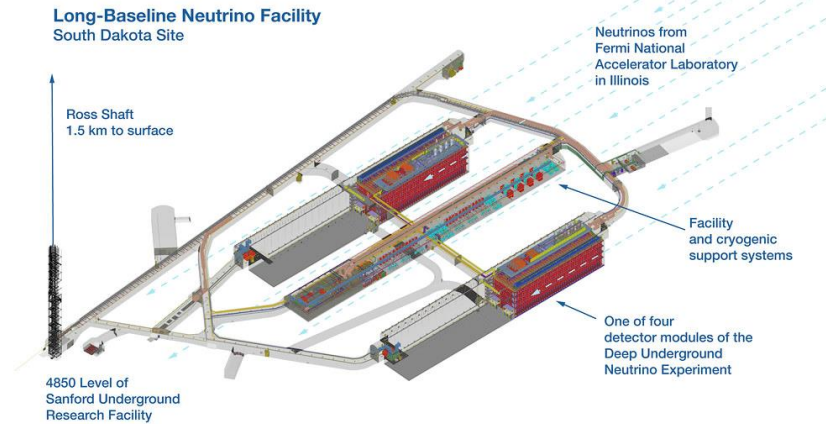 Long-Baseline Neutrino Facility
South Dakota Site
Neutrinos from
Fermi National
Accelerator Laboratory
in Illinois
Ross Shaft
1.5 km to surface
Facility
and cryogenic
support systems
One of four
detector modules of the
Deep Underground
Neutrino Experiment
4850 Level of
Sanford Underground
Research Facility